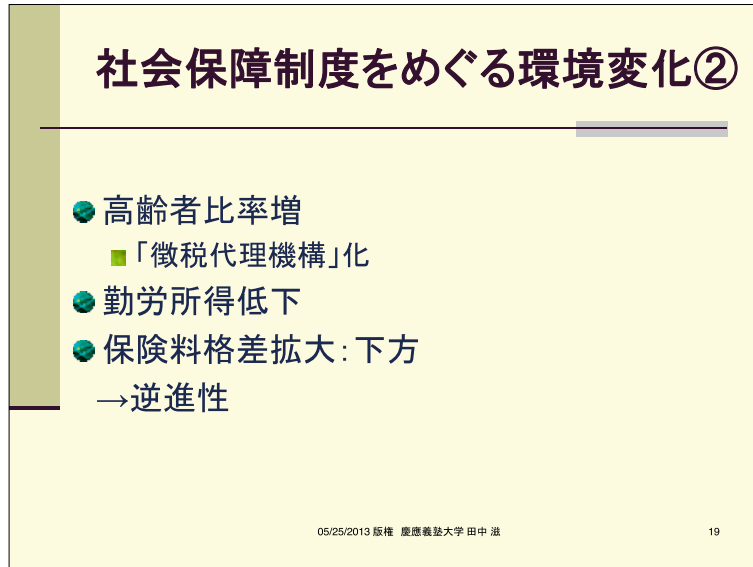 社会保障制度をめぐる環境変化②
高齢者比率増
「徴税代理機構」化
勤労所得低下
保険料格差拡大：下方
→逆進性
05/25/2013 版権 慶應義塾大学 田中 滋
19